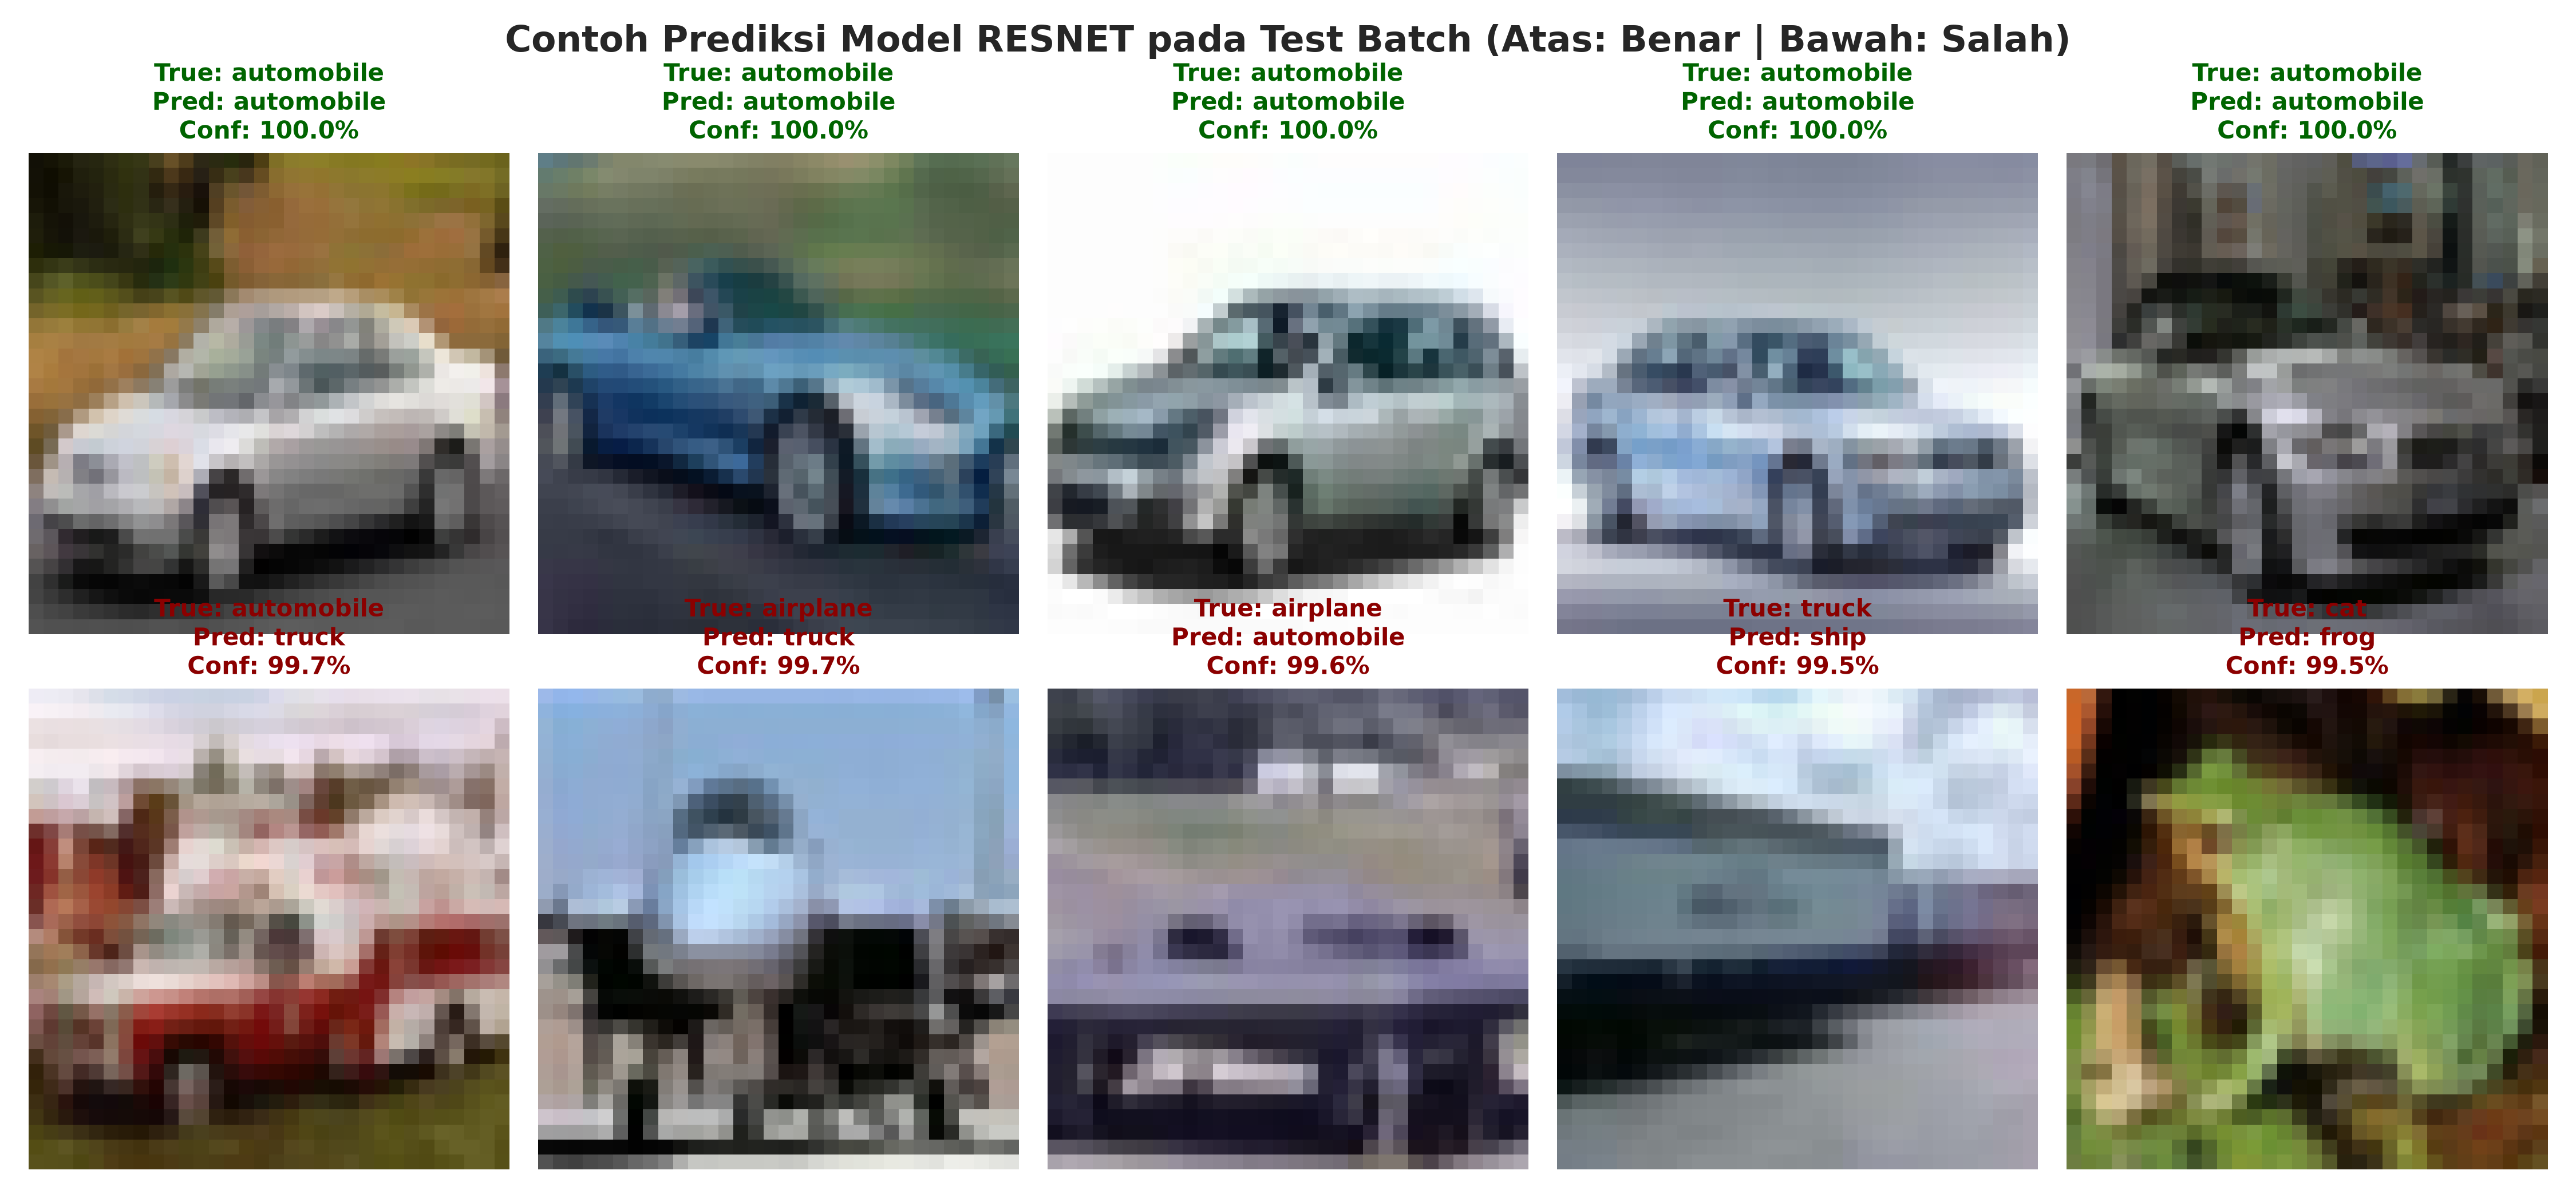 Contoh Prediksi Model RESNET pada Test Batch (Atas: Benar | Bawah: Salah)
True: automobile
Pred: automobile
Conf: 100.0%
True: automobile
Pred: automobile
Conf: 100.0%
True: automobile
Pred: automobile
Conf: 100.0%
True: automobile
Pred: automobile
Conf: 100.0%
True: automobile
Pred: automobile
Conf: 100.0%
True: automobile
Pred: truck
Conf: 99.7%
True: airplane
Pred: truck
Conf: 99.7%
True: airplane
Pred: automobile
Conf: 99.6%
True: truck
Pred: ship
Conf: 99.5%
True: cat
Pred: frog
Conf: 99.5%